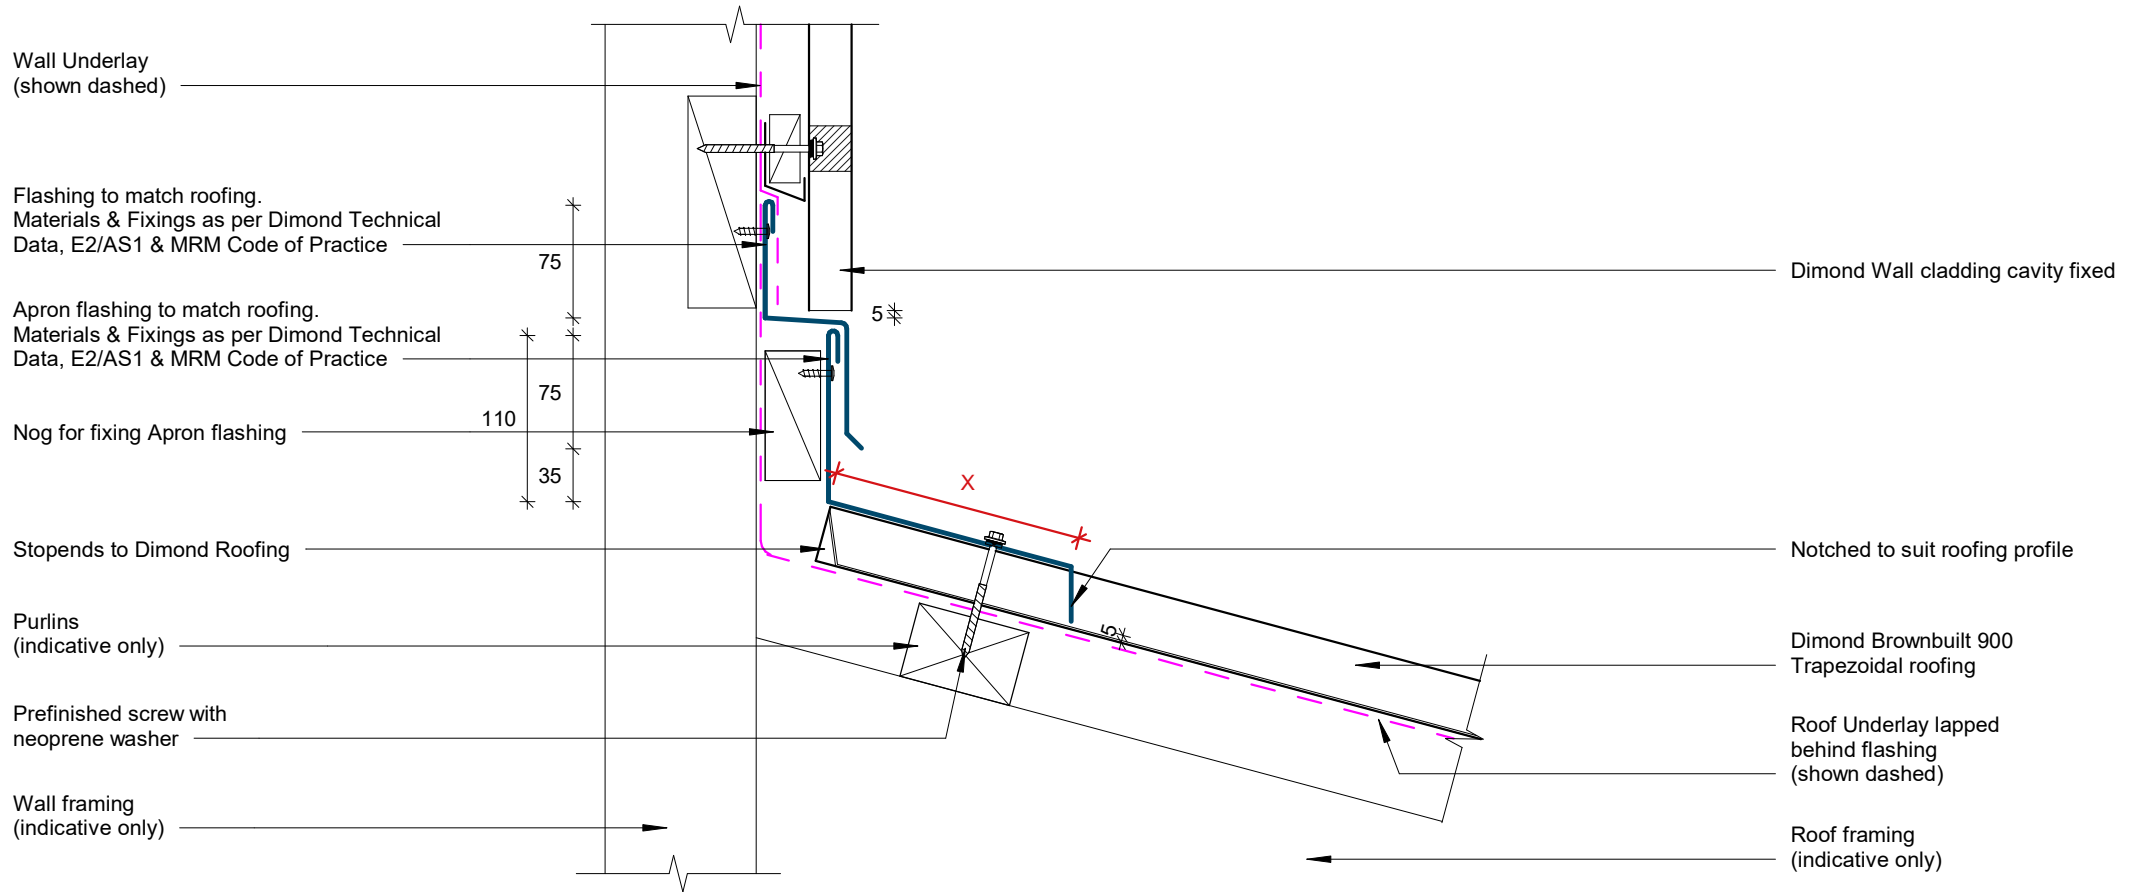 Wall Underlay
(shown dashed)
Flashing to match roofing.
Materials & Fixings as per Dimond Technical
Data, E2/AS1 & MRM Code of Practice
75
Apron flashing to match roofing.
Materials & Fixings as per Dimond Technical
Data, E2/AS1 & MRM Code of Practice
75
110
Nog for fixing Apron flashing
35
Stopends to Dimond Roofing
Purlins
(indicative only)
Prefinished screw with
neoprene washer
Wall framing
(indicative only)
5
X
5
Dimond Wall cladding cavity fixed
Notched to suit roofing profile
Dimond Brownbuilt 900
Trapezoidal roofing
Roof Underlay lapped
behind flashing
(shown dashed)
Roof framing
(indicative only)